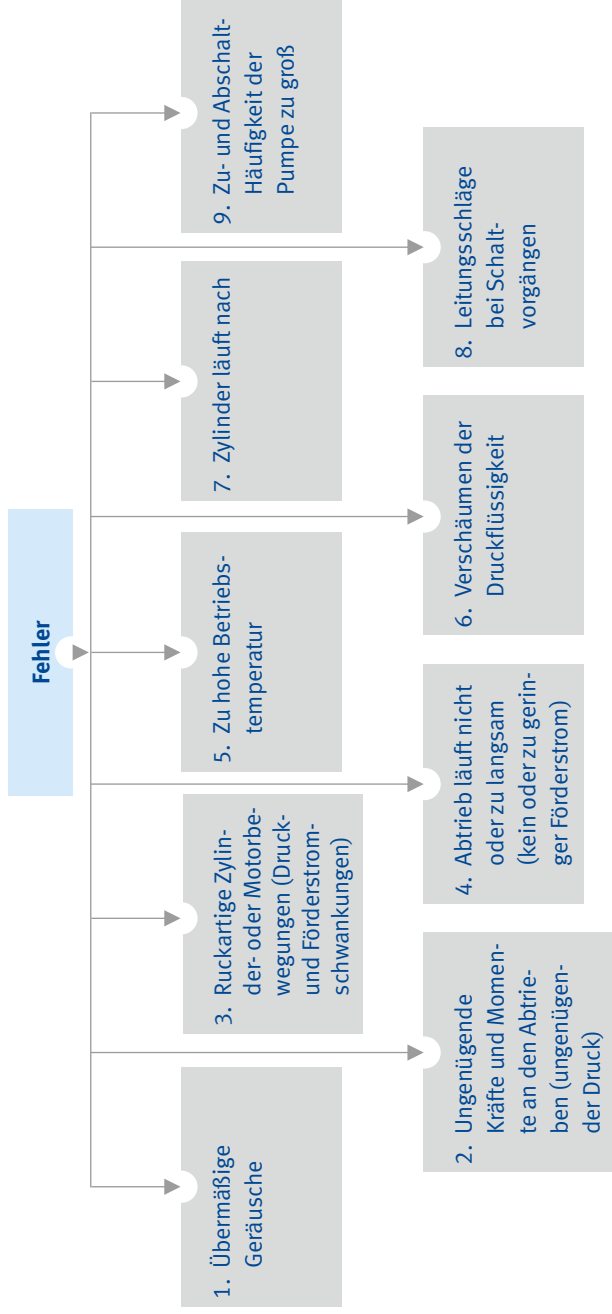 Fehler
1. Übermäßige
Geräusche
2. Ungenügende
Kräfte und Momen-
te an den Abtrie-
ben (ungenügen-
der Druck)
3. Ruckartige Zylin-
der- oder Motorbe-
wegungen (Druck-
und Förderstrom-
schwankungen)
4. Abtrieb läuft nicht
oder zu langsam
(kein oder zu gerin-
ger Förderstrom)
5. Zu hohe Betriebs-
temperatur
6. Verschäumen der
Druckflüssigkeit
7. Zylinder läuft nach
8. Leitungsschläge
bei Schalt-
vorgängen
9. Zu- und Abschalt-
Häufigkeit der
Pumpe zu groß